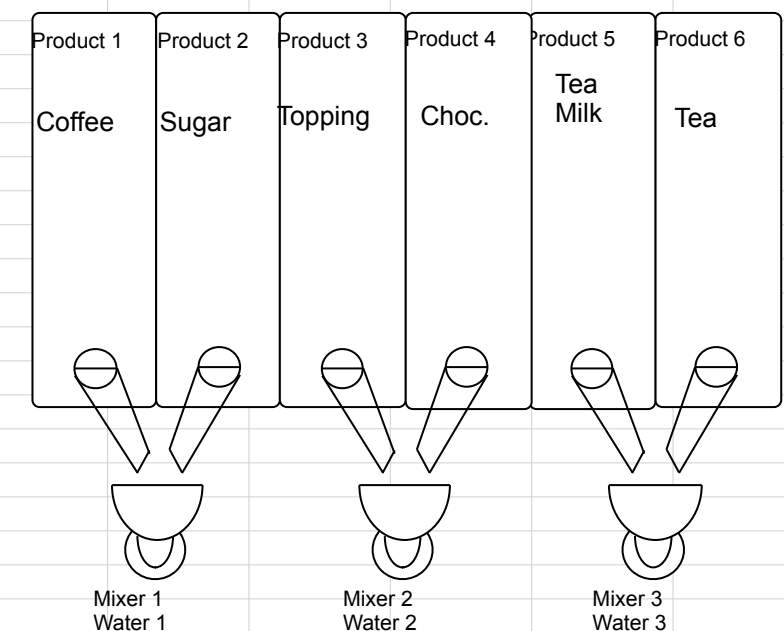 Product 1
Product 2
Product 3
Product 4
Product 5
Product 6
Coffee
Sugar
Topping
Choc.
Tea
Milk
Tea
Mixer 1
Water 1
Mixer 2
Water 2
Mixer 3
Water 3